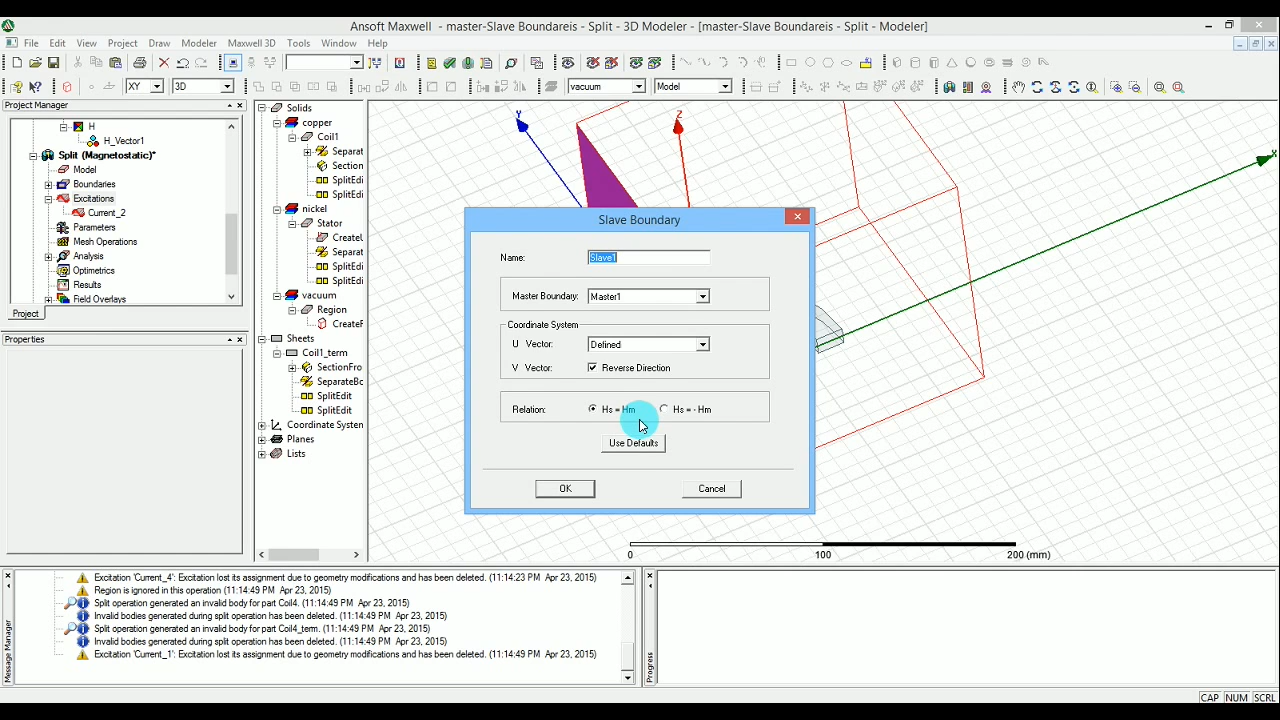 Ansoft Maxwell - master-Slave Boundareis - Split - 3D Modeler - [master-Slave Boundareis - Split - Modeler]
File Edit View Project Draw Modeler Maxwell 3D Tools Window Help
XY 3D vacuum Model
Project Manager
H
H_Vector1
Split (Magnetostatic)*
Model
Boundaries
Excitations
Current_2
Parameters
Mesh Operations
Analysis
Optimetrics
Results
Field Overlays
Project
Properties
Solids
copper
Coil1
Separat
Section
SplitEdi
SplitEdi
nickel
Stator
CreateU
Separat
SplitEdi
SplitEdi
vacuum
Region
CreateF
Sheets
Coil1_term
SectionFro
SeparateBo
SplitEdit
SplitEdit
Coordinate System
Planes
Lists
Y
Z
X
Slave Boundary
Name: Slave1
Master Boundary: Master1
Coordinate System
U Vector: Defined
V Vector: Reverse Direction
Relation: Hs = Hm Hs = - Hm
Use Defaults
OK Cancel
0 100 200 (mm)
Message Manager
Excitation 'Current_4': Excitation lost its assignment due to geometry modifications and has been deleted. (11:14:23 PM Apr 23, 2015)
Region is ignored in this operation (11:14:49 PM Apr 23, 2015)
Split operation generated an invalid body for part Coil4. (11:14:49 PM Apr 23, 2015)
Invalid bodies generated during split operation has been deleted. (11:14:49 PM Apr 23, 2015)
Split operation generated an invalid body for part Coil4_term. (11:14:49 PM Apr 23, 2015)
Invalid bodies generated during split operation has been deleted. (11:14:49 PM Apr 23, 2015)
Excitation 'Current_1': Excitation lost its assignment due to geometry modifications and has been deleted. (11:14:49 PM Apr 23, 2015)
Progress
CAP NUM SCRL